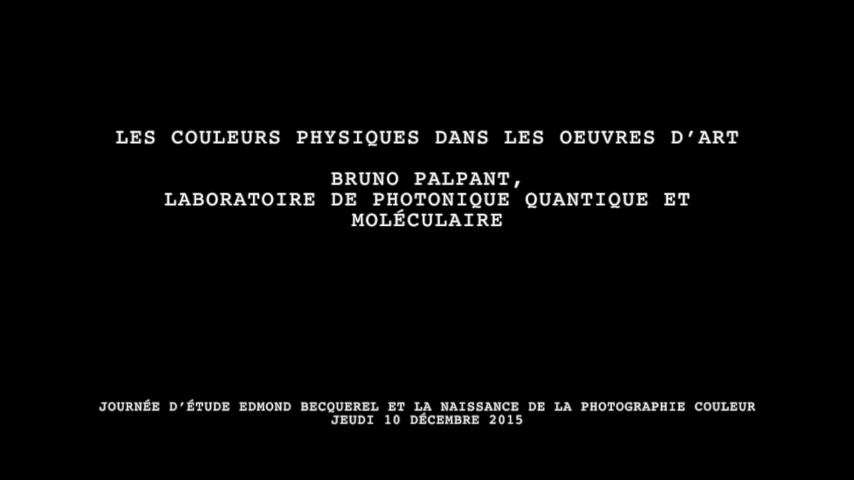 LES COULEURS PHYSIQUES DANS LES OEUVRES D'ART
BRUNO PALPANT,
LABORATOIRE DE PHOTONIQUE QUANTIQUE ET
MOLÉCULAIRE
JOURNÉE D'ÉTUDE EDMOND BECQUEREL ET LA NAISSANCE DE LA PHOTOGRAPHIE COULEUR
JEUDI 10 DÉCEMBRE 2015